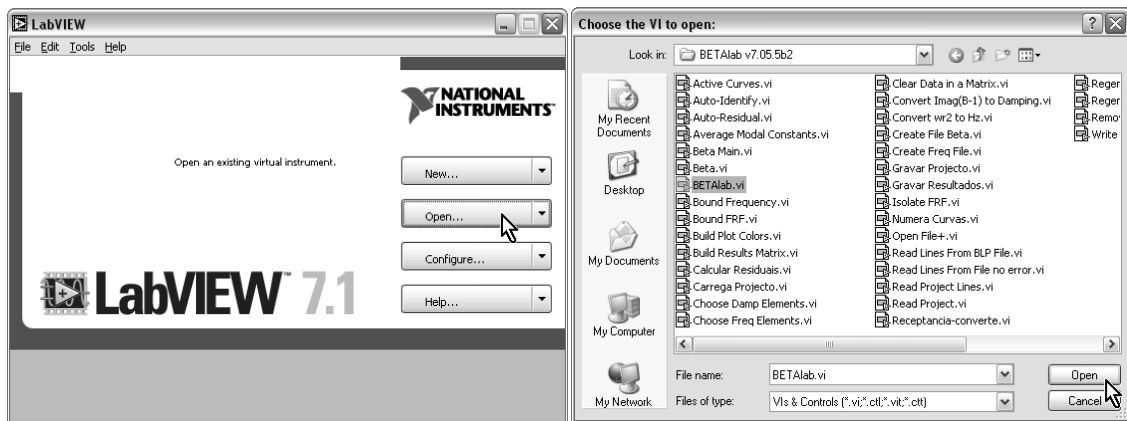 LabVIEW
File Edit Tools Help
NATIONAL
INSTRUMENTS™
Open an existing virtual instrument.
New...
Open...
Configure...
Help...
LabVIEW™ 7.1
Choose the VI to open:
Look in: BETAlab v7.05.5b2
My Recent
Documents
Desktop
My Documents
My Computer
My Network
Active Curves.vi
Auto-Identify.vi
Auto-Residual.vi
Average Modal Constants.vi
Beta Main.vi
Beta.vi
BETAlab.vi
Bound Frequency.vi
Bound FRF.vi
Build Plot Colors.vi
Build Results Matrix.vi
Calcular Residuais.vi
Carrega Projecto.vi
Choose Damp Elements.vi
Choose Freq Elements.vi
Clear Data in a Matrix.vi
Convert Imag(B-1) to Damping.vi
Convert wr2 to Hz.vi
Create File Beta.vi
Create Freq File.vi
Gravar Projecto.vi
Gravar Resultados.vi
Isolate FRF.vi
Numera Curvas.vi
Open File+.vi
Read Lines From BLP File.vi
Read Lines From File no error.vi
Read Project Lines.vi
Read Project.vi
Receptancia-converte.vi
Reger
Reger
Remo
Write
File name: BETAlab.vi Open
Files of type: VIs & Controls (*.vi;*.ctl;*.vit;*.ctt) Cancel